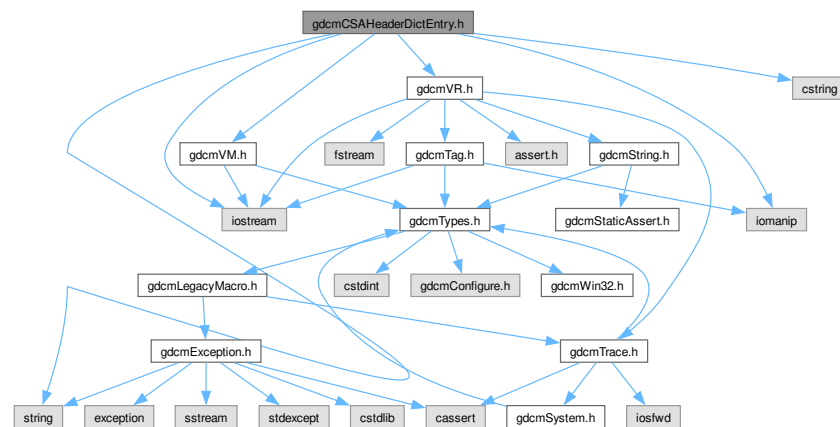 gdcmCSAHeaderDictEntry.h
gdcmVR.h
cstring
gdcmVM.h
fstream
gdcmTag.h
assert.h
gdcmString.h
iostream
gdcmTypes.h
gdcmStaticAssert.h
iomanip
gdcmLegacyMacro.h
cstdint
gdcmConfigure.h
gdcmWin32.h
gdcmException.h
gdcmTrace.h
string
exception
sstream
stdexcept
cstdlib
cassert
gdcmSystem.h
iosfwd